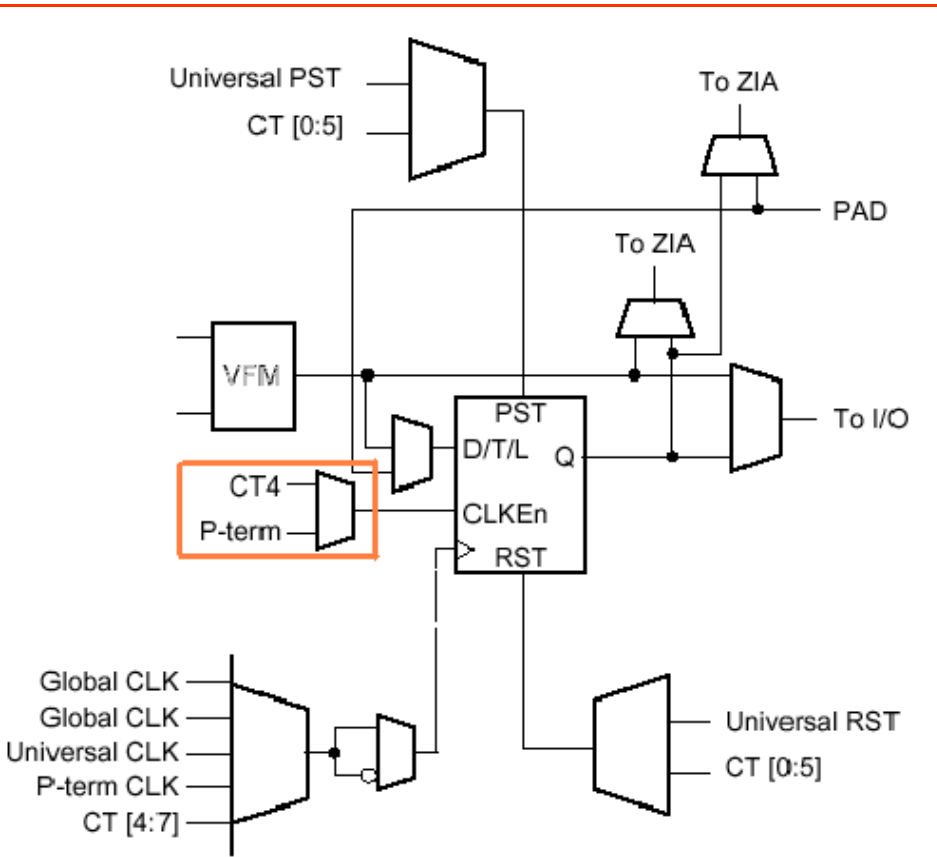 Universal PST
CT [0:5]
To ZIA
PAD
To ZIA
VFM
PST
D/T/L
Q
To I/O
CT4
CLKEn
P-term
RST
Global CLK
Global CLK
Universal CLK
P-term CLK
CT [4:7]
Universal RST
CT [0:5]